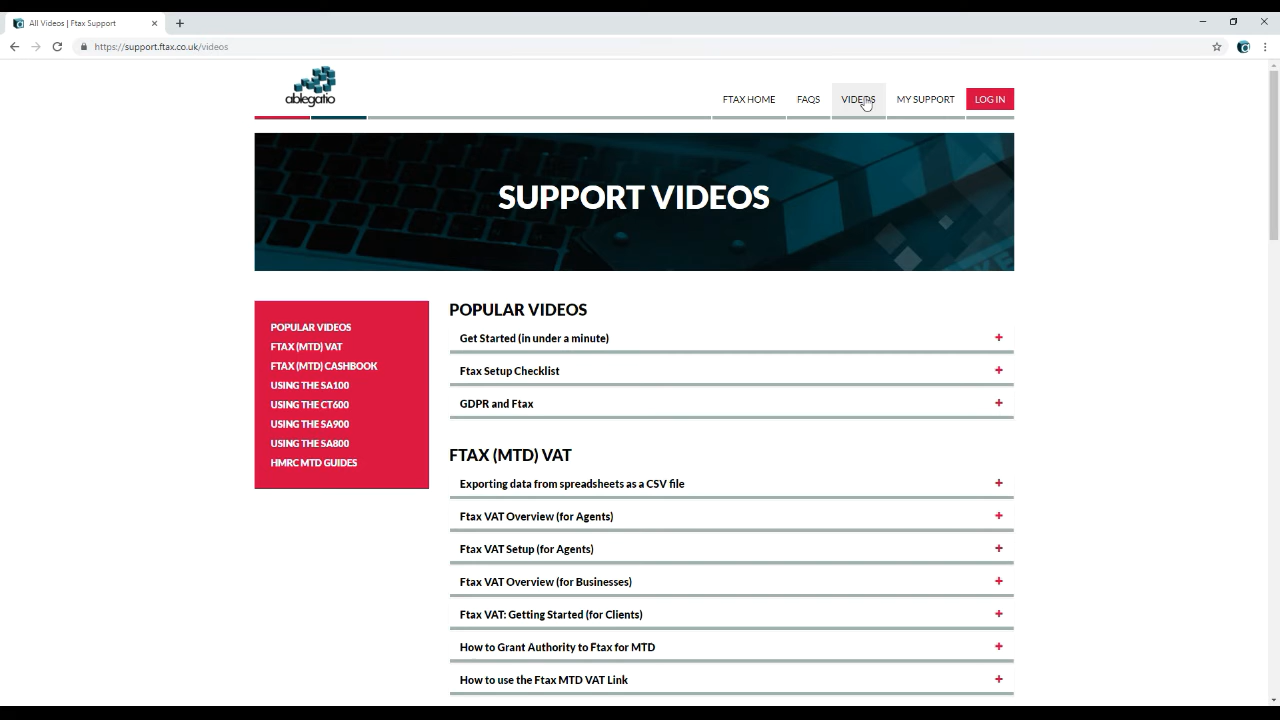 All Videos | Ftax Support
https://support.ftax.co.uk/videos
ablegatio
FTAX HOME
FAQS
VIDEOS
MY SUPPORT
LOG IN
SUPPORT VIDEOS
POPULAR VIDEOS
FTAX (MTD) VAT
FTAX (MTD) CASHBOOK
USING THE SA100
USING THE CT600
USING THE SA900
USING THE SA800
HMRC MTD GUIDES
POPULAR VIDEOS
Get Started (in under a minute)
Ftax Setup Checklist
GDPR and Ftax
FTAX (MTD) VAT
Exporting data from spreadsheets as a CSV file
Ftax VAT Overview (for Agents)
Ftax VAT Setup (for Agents)
Ftax VAT Overview (for Businesses)
Ftax VAT: Getting Started (for Clients)
How to Grant Authority to Ftax for MTD
How to use the Ftax MTD VAT Link